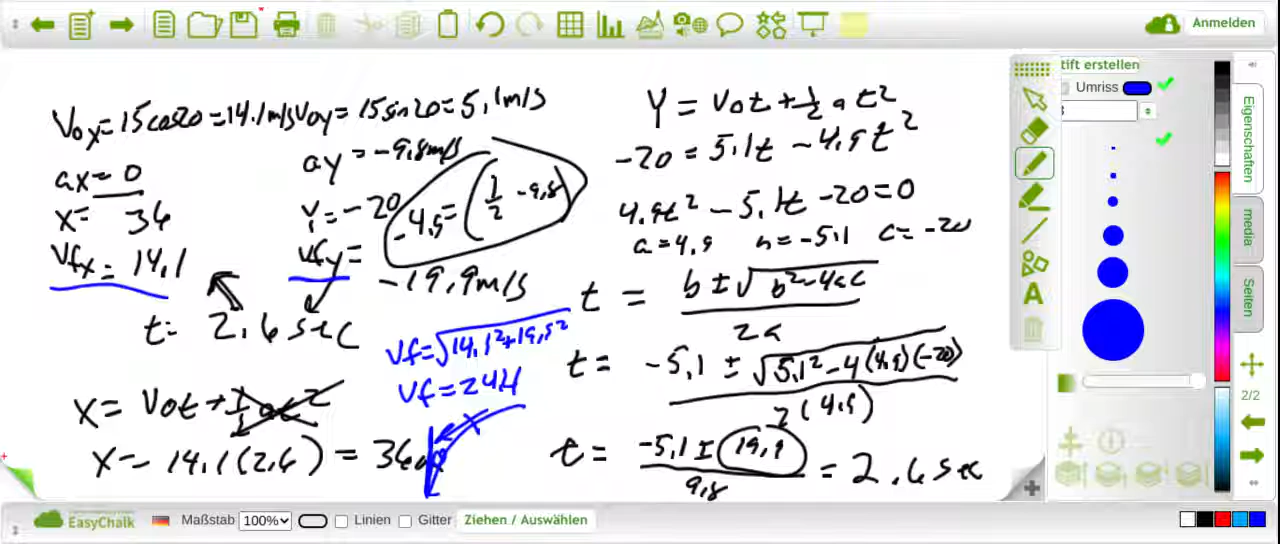 Anmelden
tift erstellen
Umriss
Eigenschaften
media
Seiten
2/2
Vox = 15cos20 = 14.1m/s
ax = 0
x = 36
Vfx = 14.1
t = 2.6 sec
x = Vot + 1/2 at2
x = 14.1(2.6) = 36m
Voy = 15sin20 = 5.1m/s
ay = -9.8m/s
Y = -20
Vfy =
-19.9m/s
-4.9 = (1/2 -9.8)
Vf = √14.1²+19.9²
Vf = 24.4
Y = Vot + 1/2 at2
-20 = 5.1t - 4.9t²
4.9t² - 5.1t - 20 = 0
a = 4.9 b = -5.1 c = -20
t = b ± √b²-4ac / 2a
t = -5.1 ± √5.1² - 4(4.9)(-20) / 2(4.9)
t = -5.1 ± 19.9 / 9.8 = 2.6 sec
EasyChalk
Maßstab 100% Linien Gitter Ziehen / Auswählen